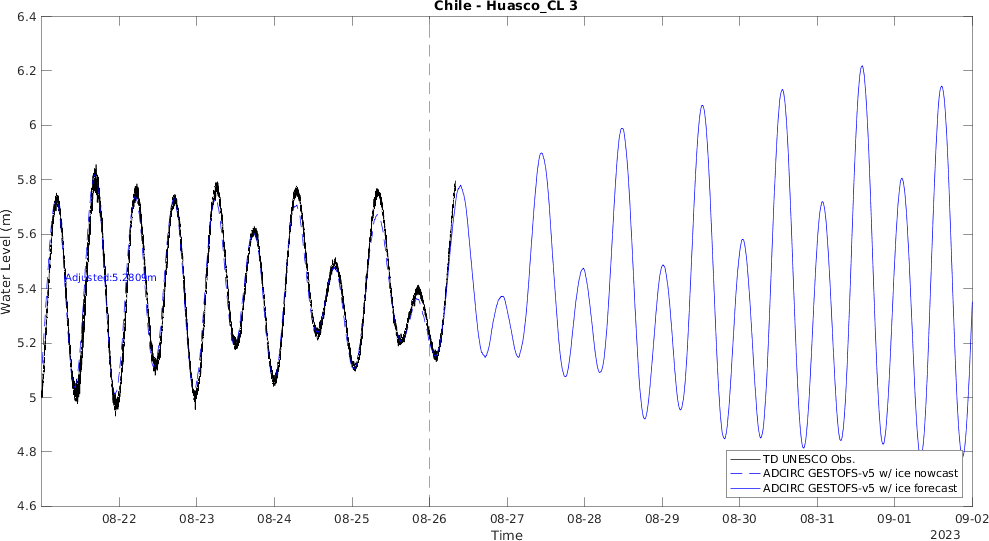 Chile - Huasco_CL 3
6.4
6.2
6
5.8
5.6
5.4
5.2
5
4.8
4.6
Water Level (m)
Adjusted:5.2809m
TD UNESCO Obs.
ADCIRC GESTOFS-v5 w/ ice nowcast
ADCIRC GESTOFS-v5 w/ ice forecast
08-22 08-23 08-24 08-25 08-26 08-27 08-28 08-29 08-30 08-31 09-01 09-02
Time
2023